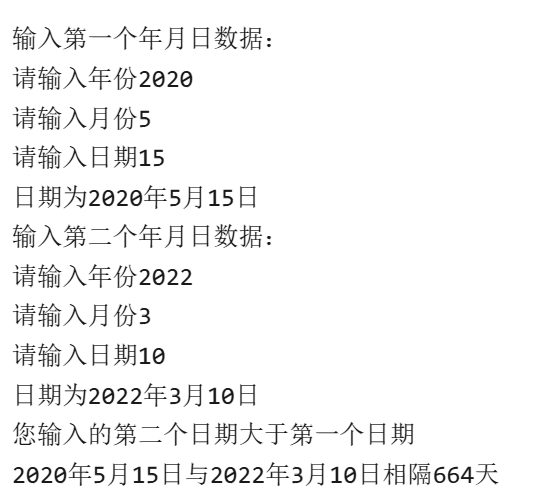 输入第一个年月日数据：
请输入年份2020
请输入月份5
请输入日期15
日期为2020年5月15日
输入第二个年月日数据：
请输入年份2022
请输入月份3
请输入日期10
日期为2022年3月10日
您输入的第二个日期大于第一个日期
2020年5月15日与2022年3月10日相隔664天